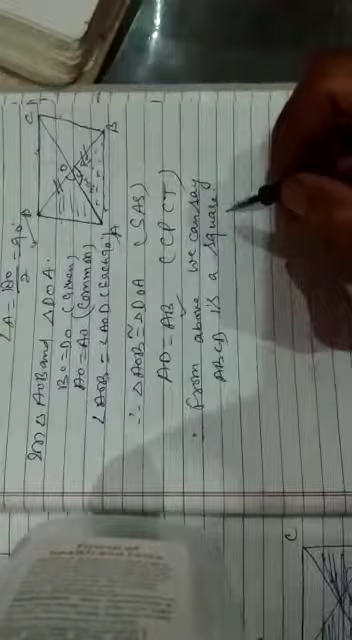 ∠A = 180/2 = 90°
In △AOB and △DOA.
BO = DO (given)
AO = AO (common)
∠AOB = ∠AOD (Each 90°)
∴ △AOB ≅ △DOA (SAS)
AD = AB (CPCT)
From above we can say
ABCD is a square.
C
B
O
D
A
C